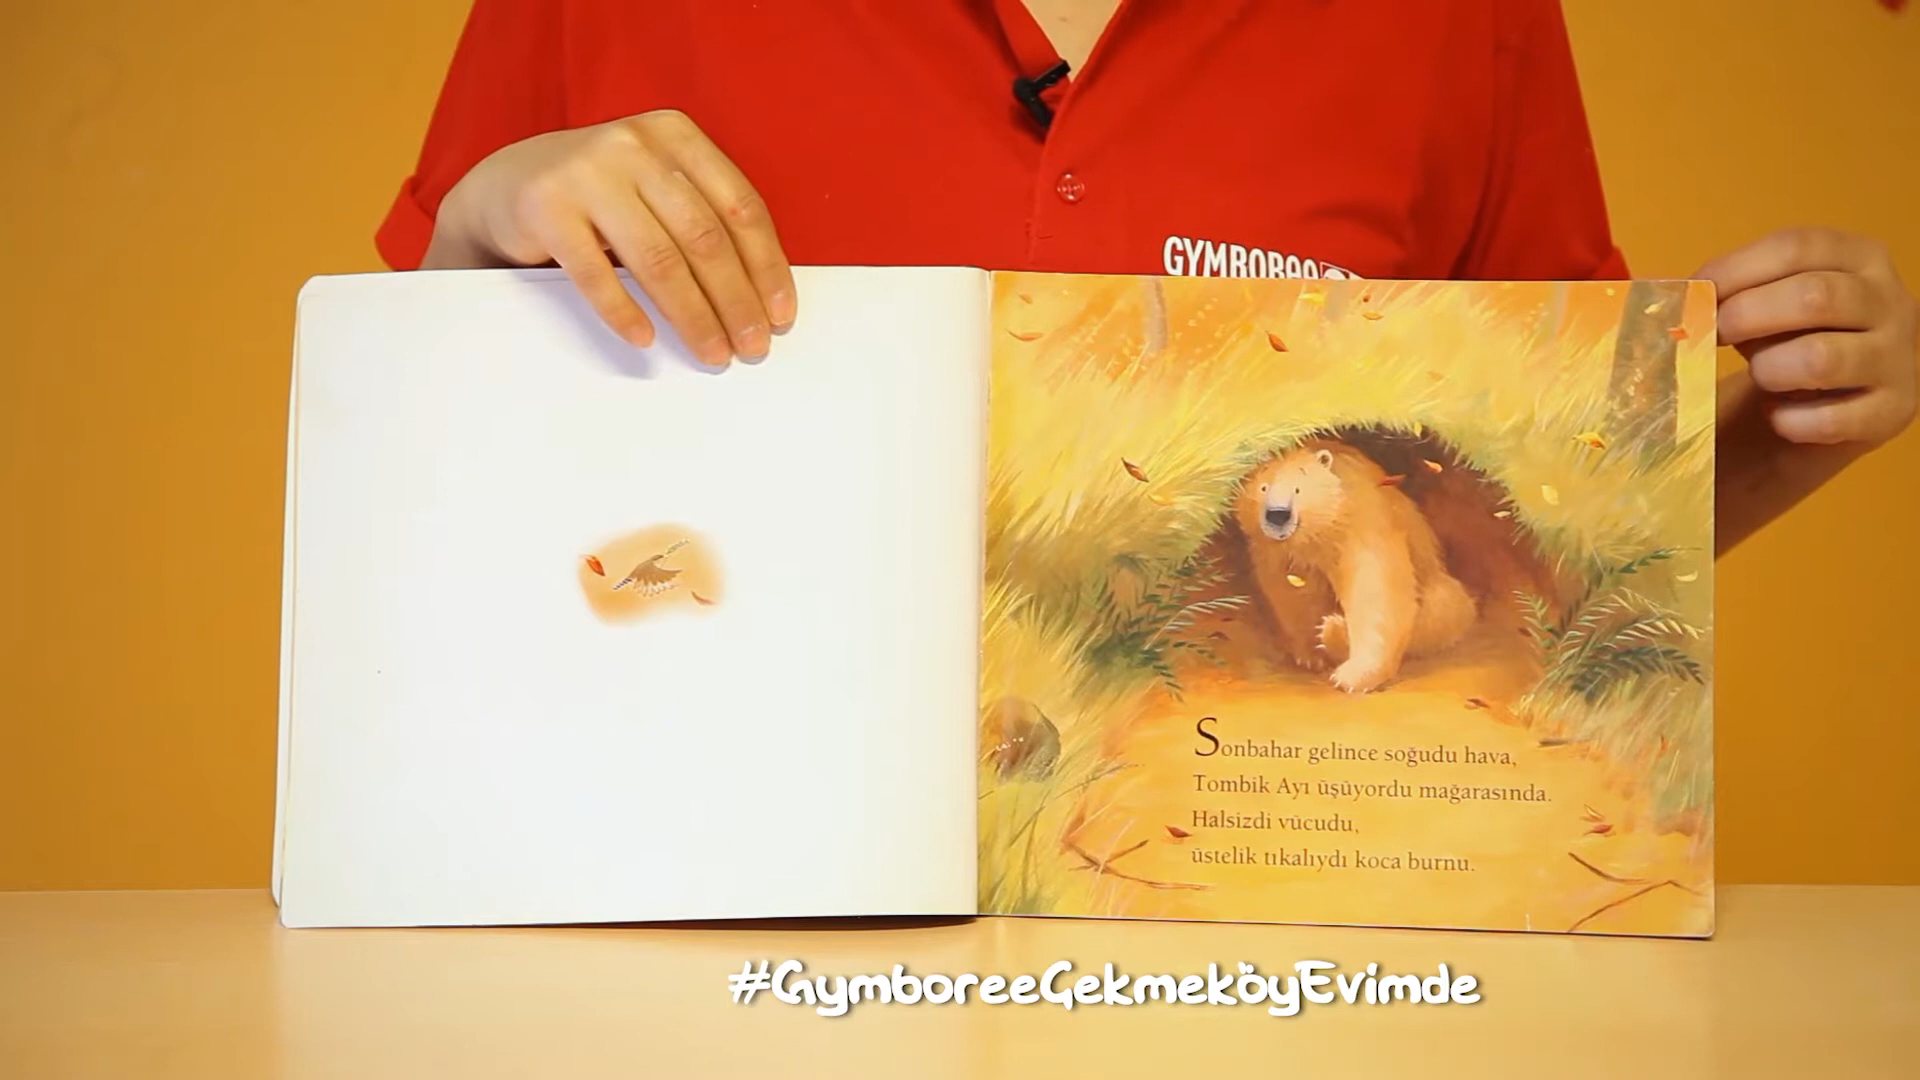 GYMBOREE
Sonbahar gelince soğudu hava,
Tombik Ayı üşüyordu mağarasında.
Halsizdi vücudu,
üstelik tıkalıydı koca burnu.
#GymboreeÇekmeköyEvimde